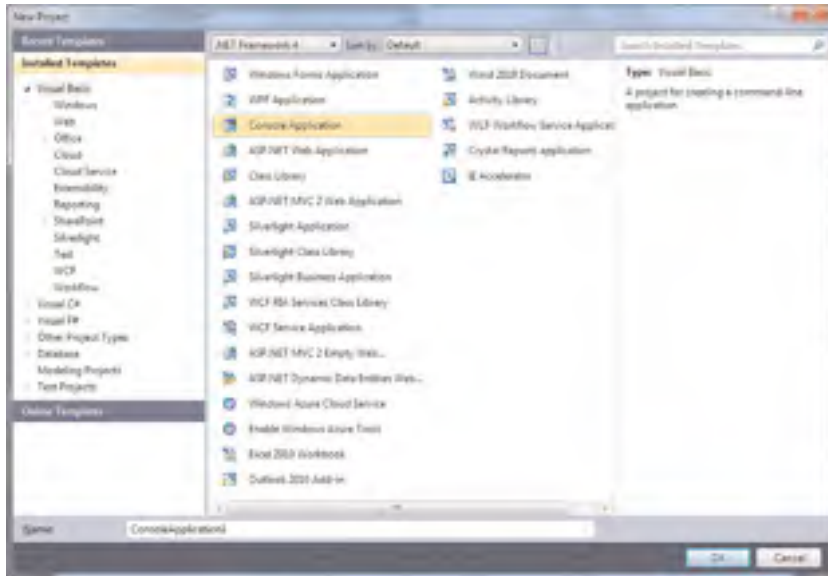 New Project
Recent Templates
Installed Templates
Visual Basic
Windows
Web
Office
Cloud
Cloud Service
Extensibility
Reporting
SharePoint
Silverlight
Test
WCF
Workflow
Visual C#
Visual F#
Other Project Types
Database
Modeling Projects
Test Projects
Online Templates
.NET Framework 4
Sort by: Default
Windows Forms Application
WPF Application
Console Application
ASP.NET Web Application
Class Library
ASP.NET MVC 2 Web Application
Silverlight Application
Silverlight Class Library
Silverlight Business Application
WCF RIA Services Class Library
WCF Service Application
ASP.NET MVC 2 Empty Web...
ASP.NET Dynamic Data Entities Web...
Windows Azure Cloud Service
Enable Windows Azure Tools
Excel 2010 Workbook
Outlook 2010 Add-in
Word 2010 Document
Activity Library
WCF Workflow Service Applicat
Crystal Reports application
IE Accelerator
Search Installed Templates
Type: Visual Basic
A project for creating a command-line
application
Name:
ConsoleApplication1
OK
Cancel